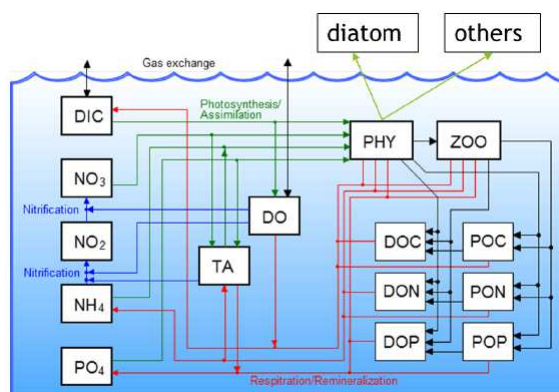 diatom others
Gas exchange
DIC
Photosynthesis/
Assimilation
PHY ZOO
NO3
Nitrification
DO
NO2
DOC POC
TA
Nitrification
NH4
DON PON
DOP POP
PO4
Respitration/Remineralization